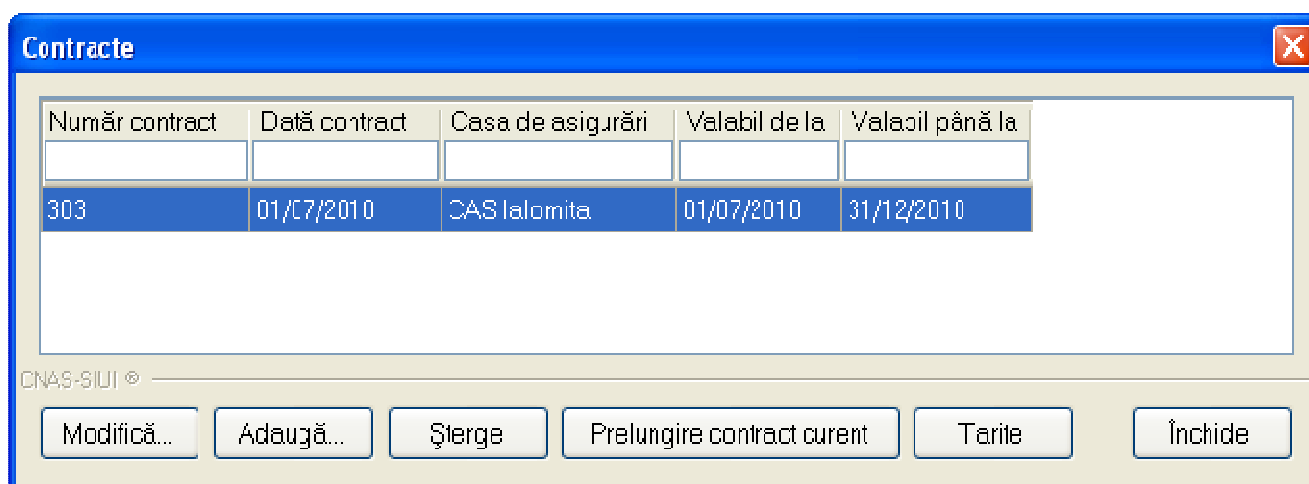 Contracte
Număr contract Dată contract Casa de asigurări Valabil de la Valabil până la
303 01/07/2010 CAS Ialomita 01/07/2010 31/12/2010
CNAS-SIUI ®
Modifică... Adaugă... Șterge Prelungire contract curent Tarife Închide